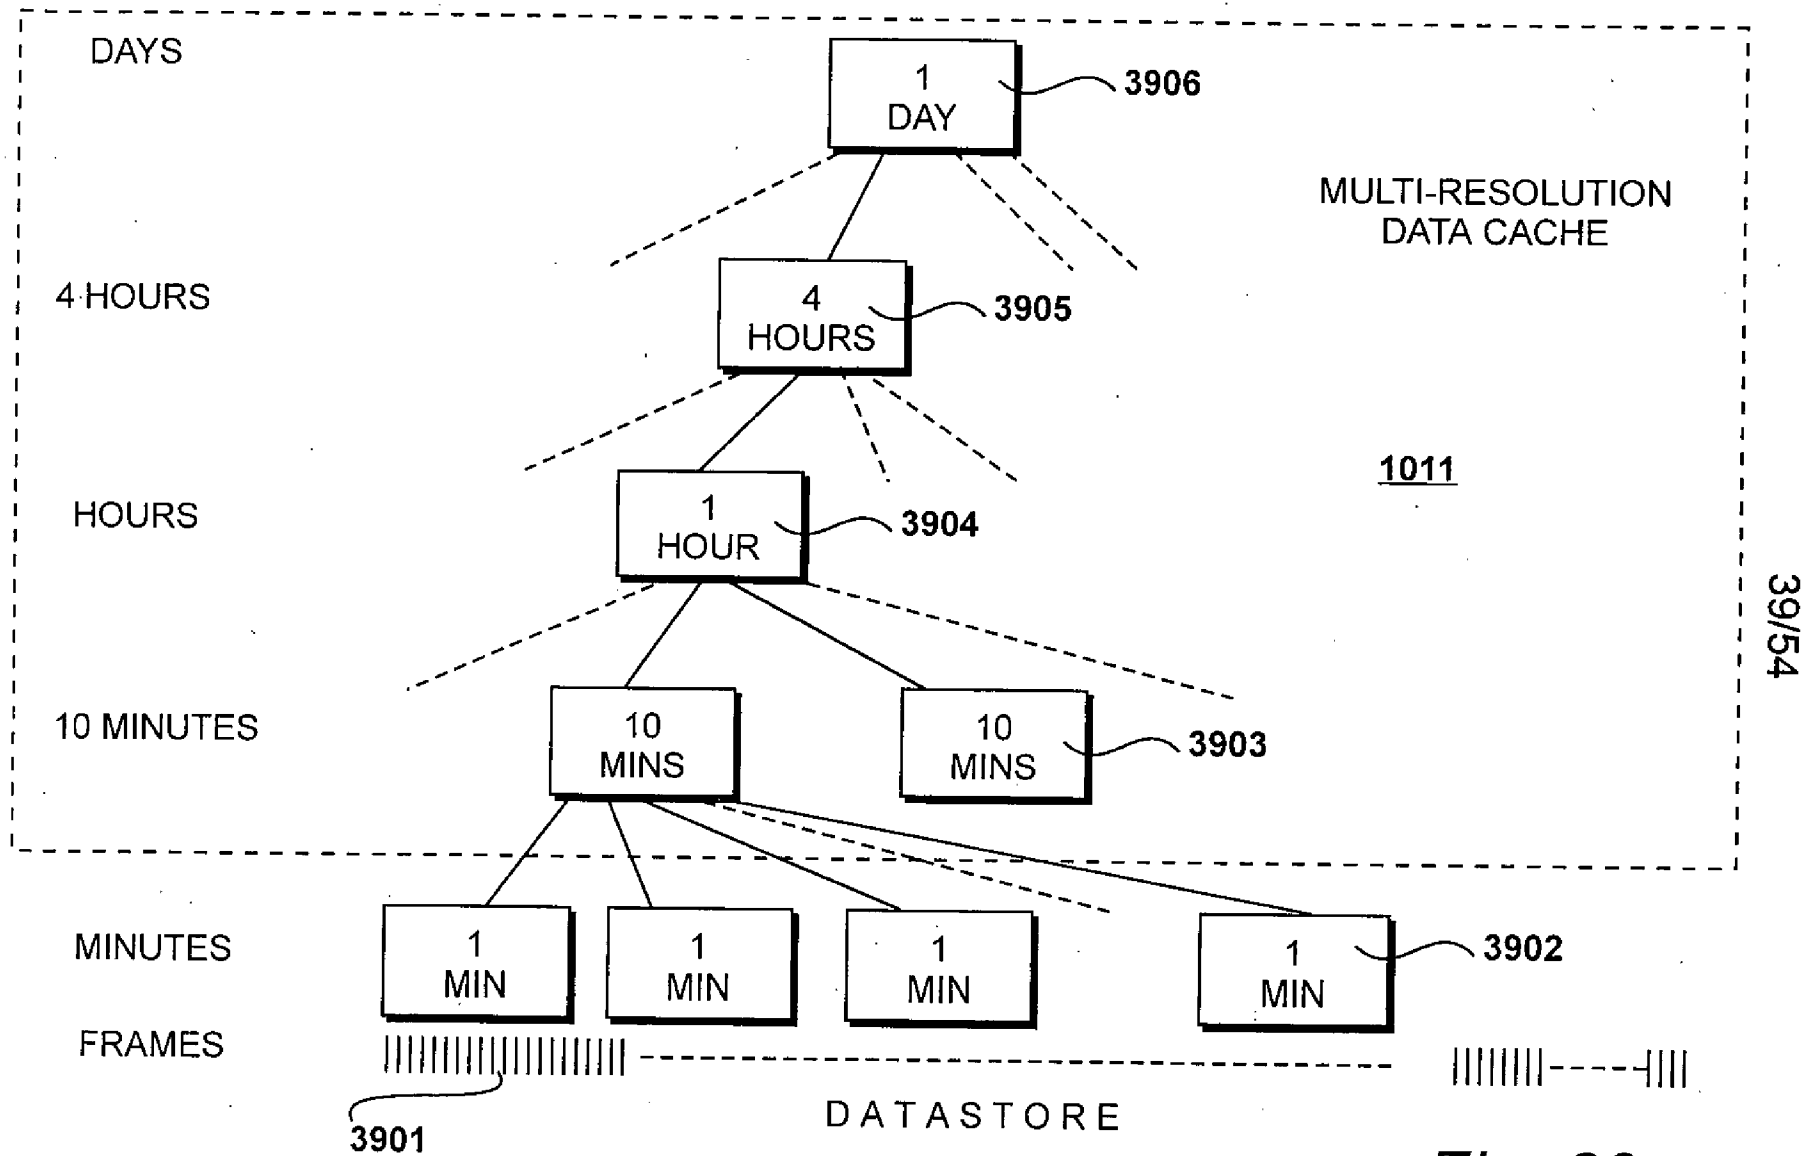 DAYS
1
DAY
3906
MULTI-RESOLUTION
DATA CACHE
4 HOURS
4
HOURS
3905
HOURS
1
HOUR
3904
1011
39/54
10 MINUTES
10
MINS
10
MINS
3903
MINUTES
1
MIN
1
MIN
1
MIN
1
MIN
3902
FRAMES
3901
DATASTORE